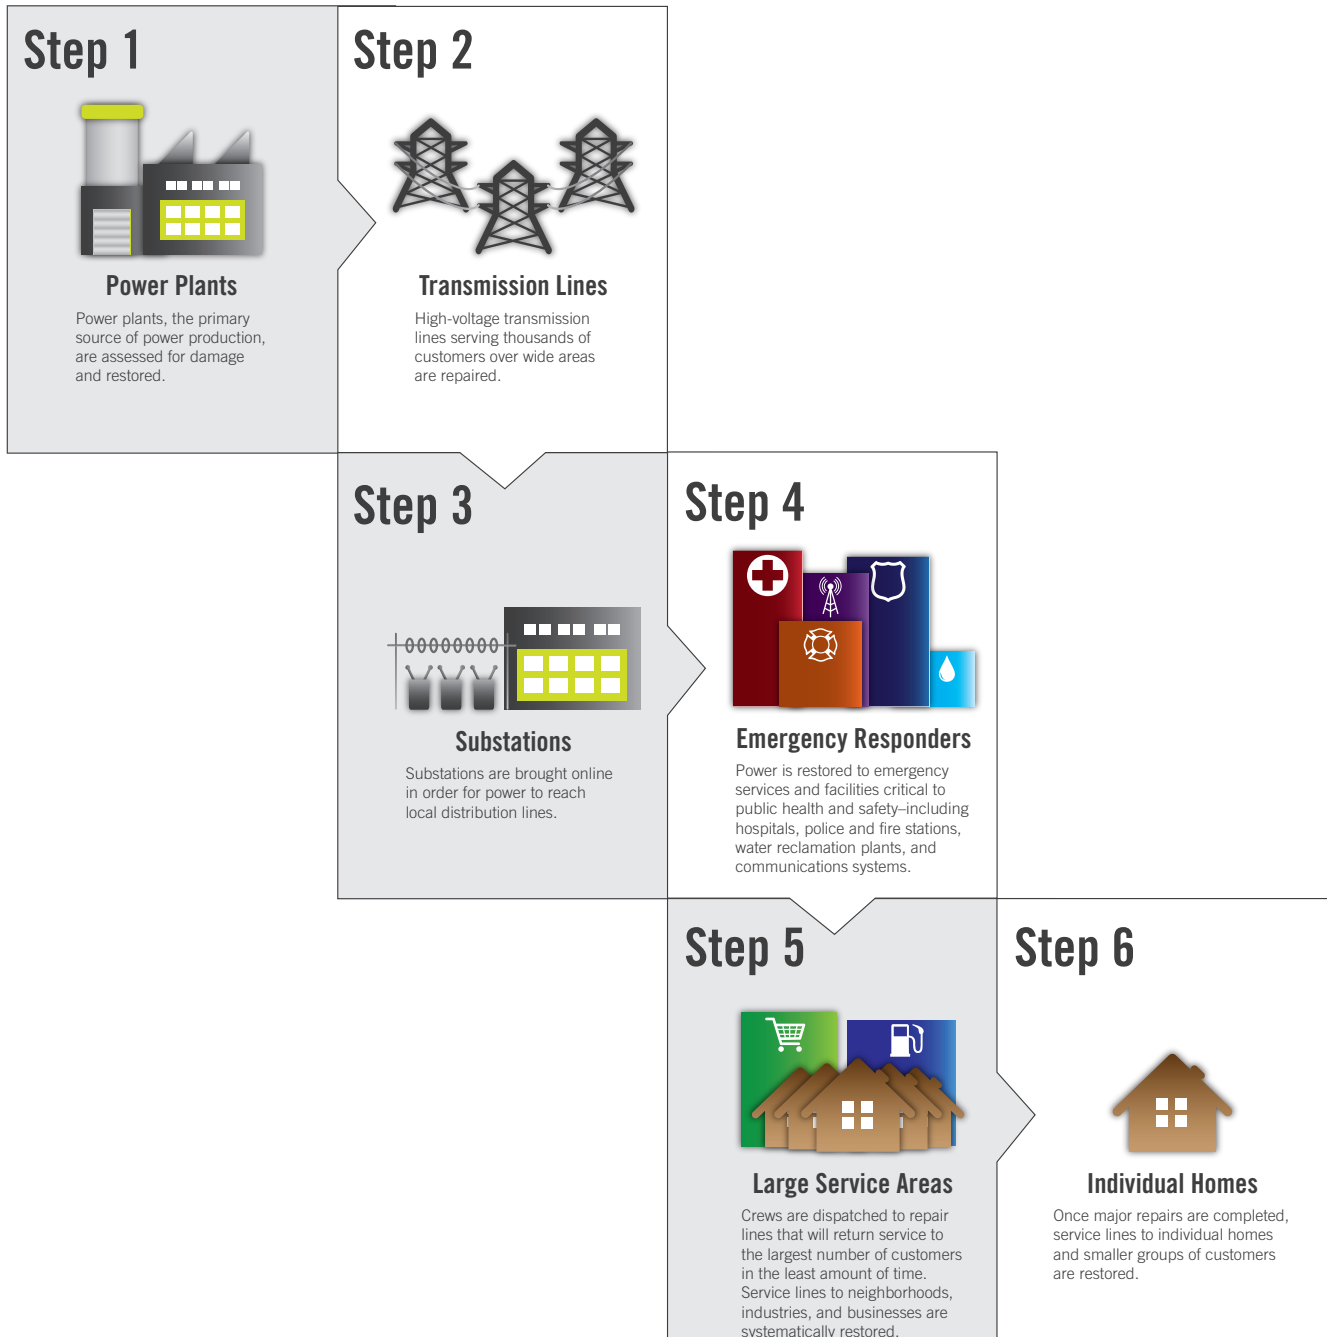 Step 1
Power Plants
Power plants, the primary
source of power production,
are assessed for damage
and restored.
Step 2
Transmission Lines
High-voltage transmission
lines serving thousands of
customers over wide areas
are repaired.
Step 3
Substations
Substations are brought online
in order for power to reach
local distribution lines.
Step 4
Emergency Responders
Power is restored to emergency
services and facilities critical to
public health and safety–including
hospitals, police and fire stations,
water reclamation plants, and
communications systems.
Step 5
Large Service Areas
Crews are dispatched to repair
lines that will return service to
the largest number of customers
in the least amount of time.
Service lines to neighborhoods,
industries, and businesses are
systematically restored.
Step 6
Individual Homes
Once major repairs are completed,
service lines to individual homes
and smaller groups of customers
are restored.